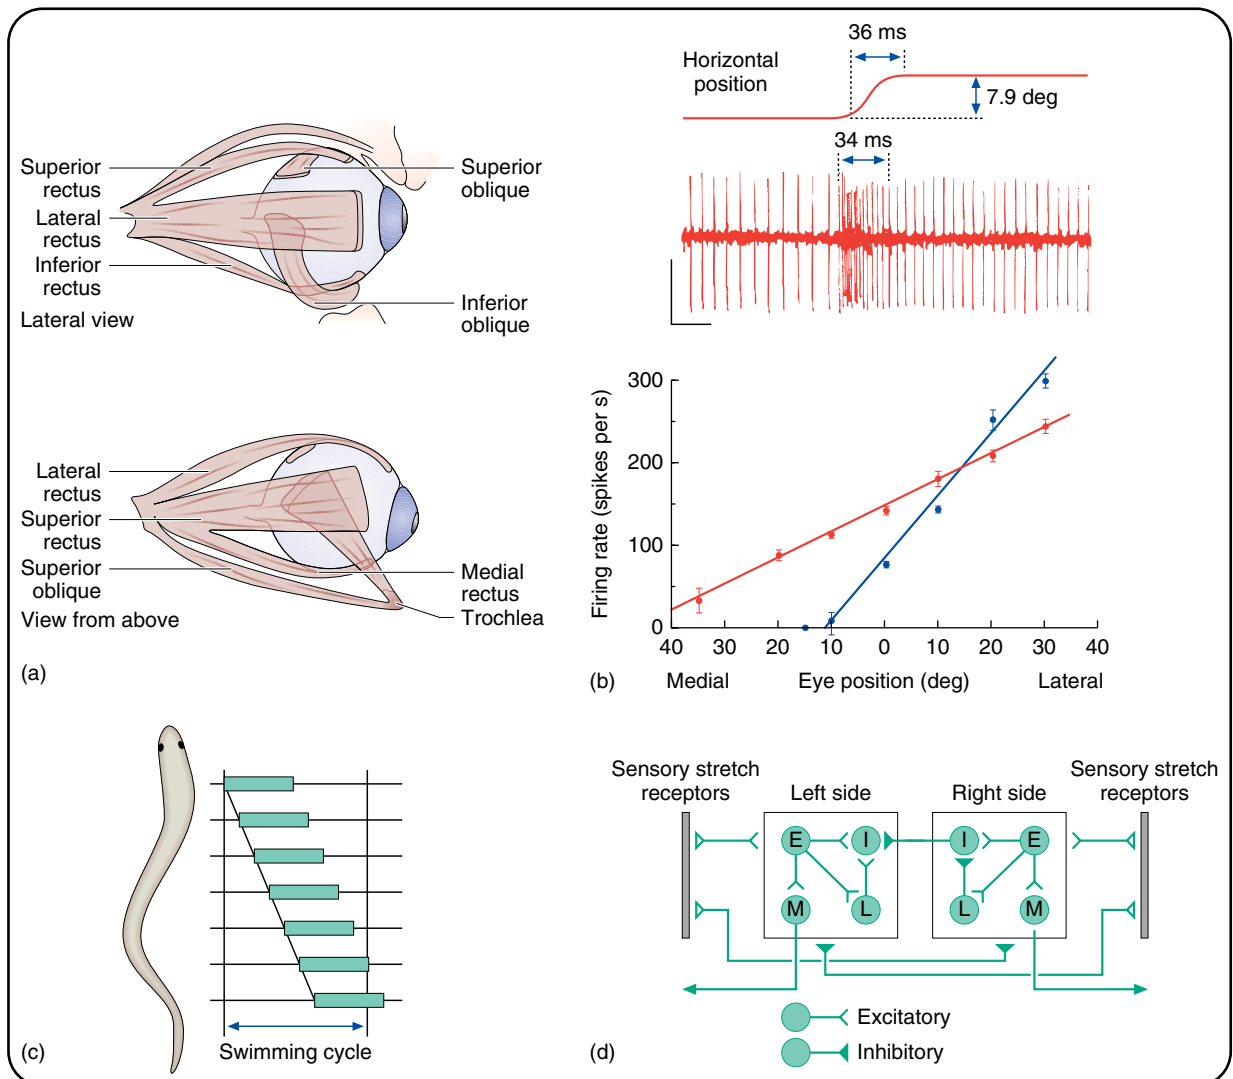 Superior
rectus
Lateral
rectus
Inferior
rectus
Lateral view
Superior
oblique
Inferior
oblique
Lateral
rectus
Superior
rectus
Superior
oblique
View from above
Medial
rectus
Trochlea
(a)
36 ms
Horizontal
position
7.9 deg
34 ms
Firing rate (spikes per s)
300
200
100
0
40 30 20 10 0 10 20 30 40
Medial Eye position (deg) Lateral
(b)
Swimming cycle
(c)
Sensory stretch
receptors
Left side
Right side
Sensory stretch
receptors
E I I E
M L L M
Excitatory
Inhibitory
(d)